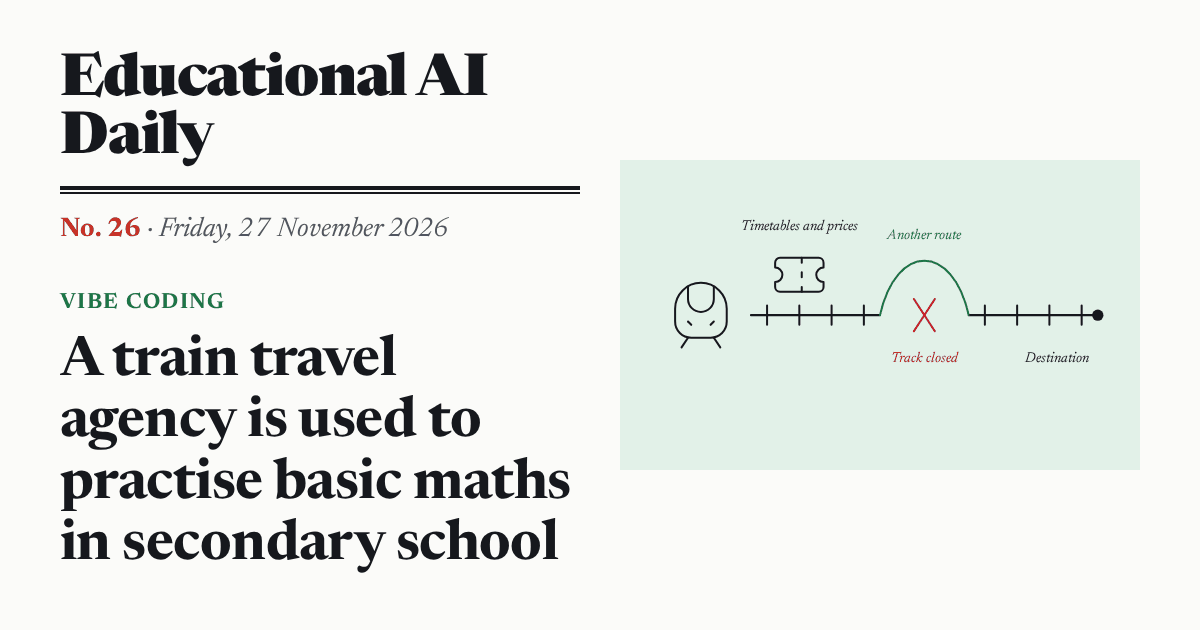 Educational AI
Daily
No. 26 · Friday, 27 November 2026
VIBE CODING
A train travel
agency is used to
practise basic maths
in secondary school
Timetables and prices
Another route
Track closed
Destination